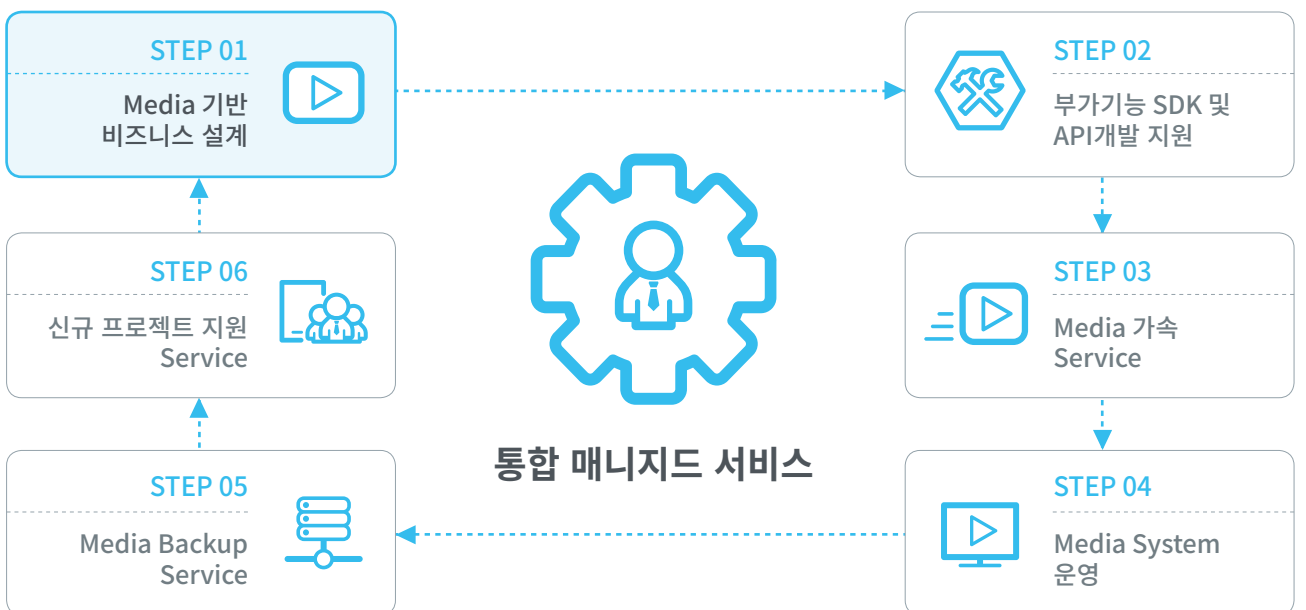 STEP 01
Media 기반
비즈니스 설계
STEP 02
부가기능 SDK 및
API개발 지원
STEP 03
Media 가속
Service
STEP 04
Media System
운영
STEP 05
Media Backup
Service
STEP 06
신규 프로젝트 지원
Service
통합 매니지드 서비스